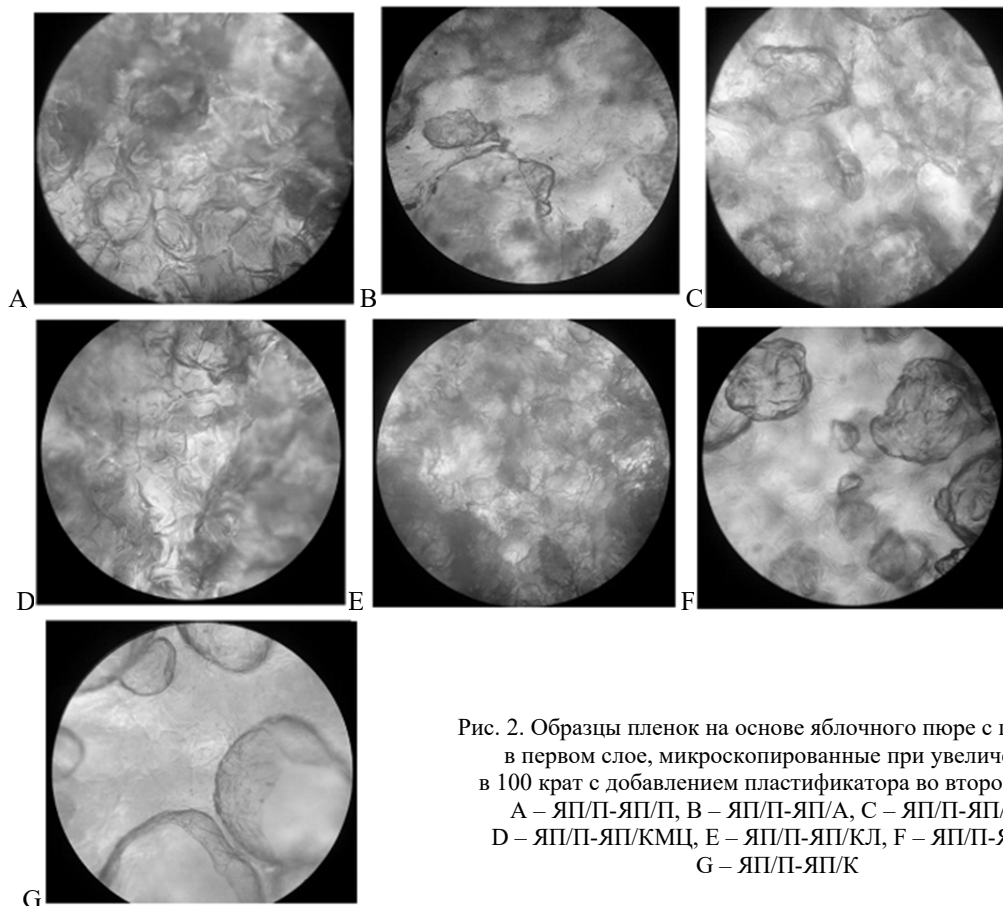 A
B
C
D
E
F
G
Рис. 2. Образцы пленок на основе яблочного пюре с
в первом слое, микроскопированные при
в 100 крат с добавлением пластификатора во
A – ЯП/П-ЯП/П, B – ЯП/П-ЯП/А, C – ЯП/П-ЯП/
D – ЯП/П-ЯП/КМЦ, E – ЯП/П-ЯП/КЛ, F – ЯП/П-
G – ЯП/П-ЯП/К